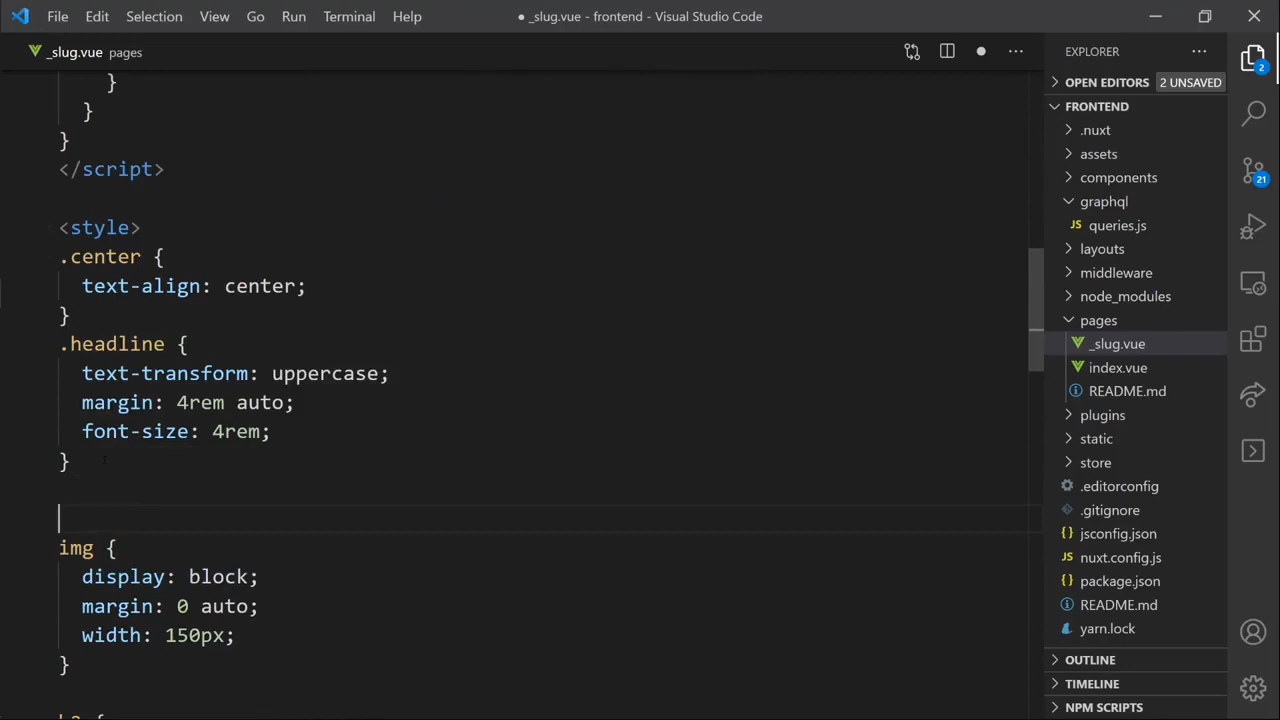 File Edit Selection View Go Run Terminal Help
● _slug.vue - frontend - Visual Studio Code
_slug.vue pages
}
}
}
</script>
<style>
.center {
text-align: center;
}
.headline {
text-transform: uppercase;
margin: 4rem auto;
font-size: 4rem;
}
img {
display: block;
margin: 0 auto;
width: 150px;
}
EXPLORER
OPEN EDITORS 2 UNSAVED
FRONTEND
.nuxt
assets
components
graphql
JS queries.js
layouts
middleware
node_modules
pages
_slug.vue
index.vue
README.md
plugins
static
store
.editorconfig
.gitignore
{} jsconfig.json
JS nuxt.config.js
{} package.json
README.md
yarn.lock
OUTLINE
TIMELINE
NPM SCRIPTS
2
21